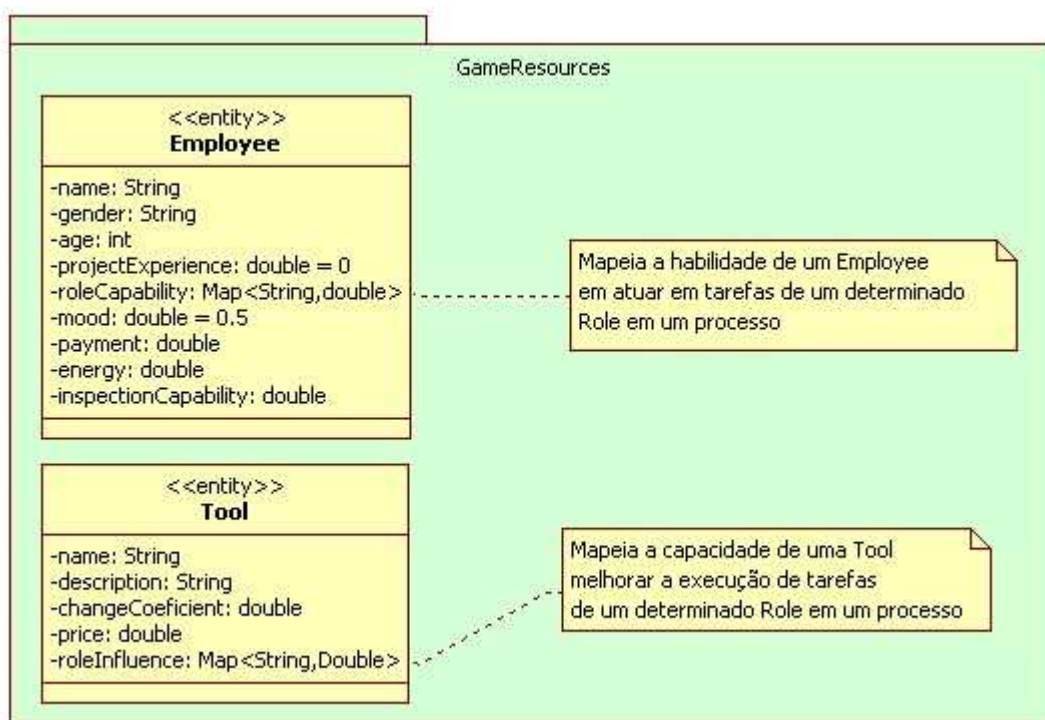 GameResources
<<entity>>
Employee
-name: String
-gender: String
-age: int
-projectExperience: double = 0
-roleCapability: Map<String,double>
-mood: double = 0.5
-payment: double
-energy: double
-inspectionCapability: double
Mapeia a habilidade de um Employee
em atuar em tarefas de um determinado
Role em um processo
<<entity>>
Tool
-name: String
-description: String
-changeCoeficient: double
-price: double
-roleInfluence: Map<String,Double>
Mapeia a capacidade de uma Tool
melhorar a execução de tarefas
de um determinado Role em um processo